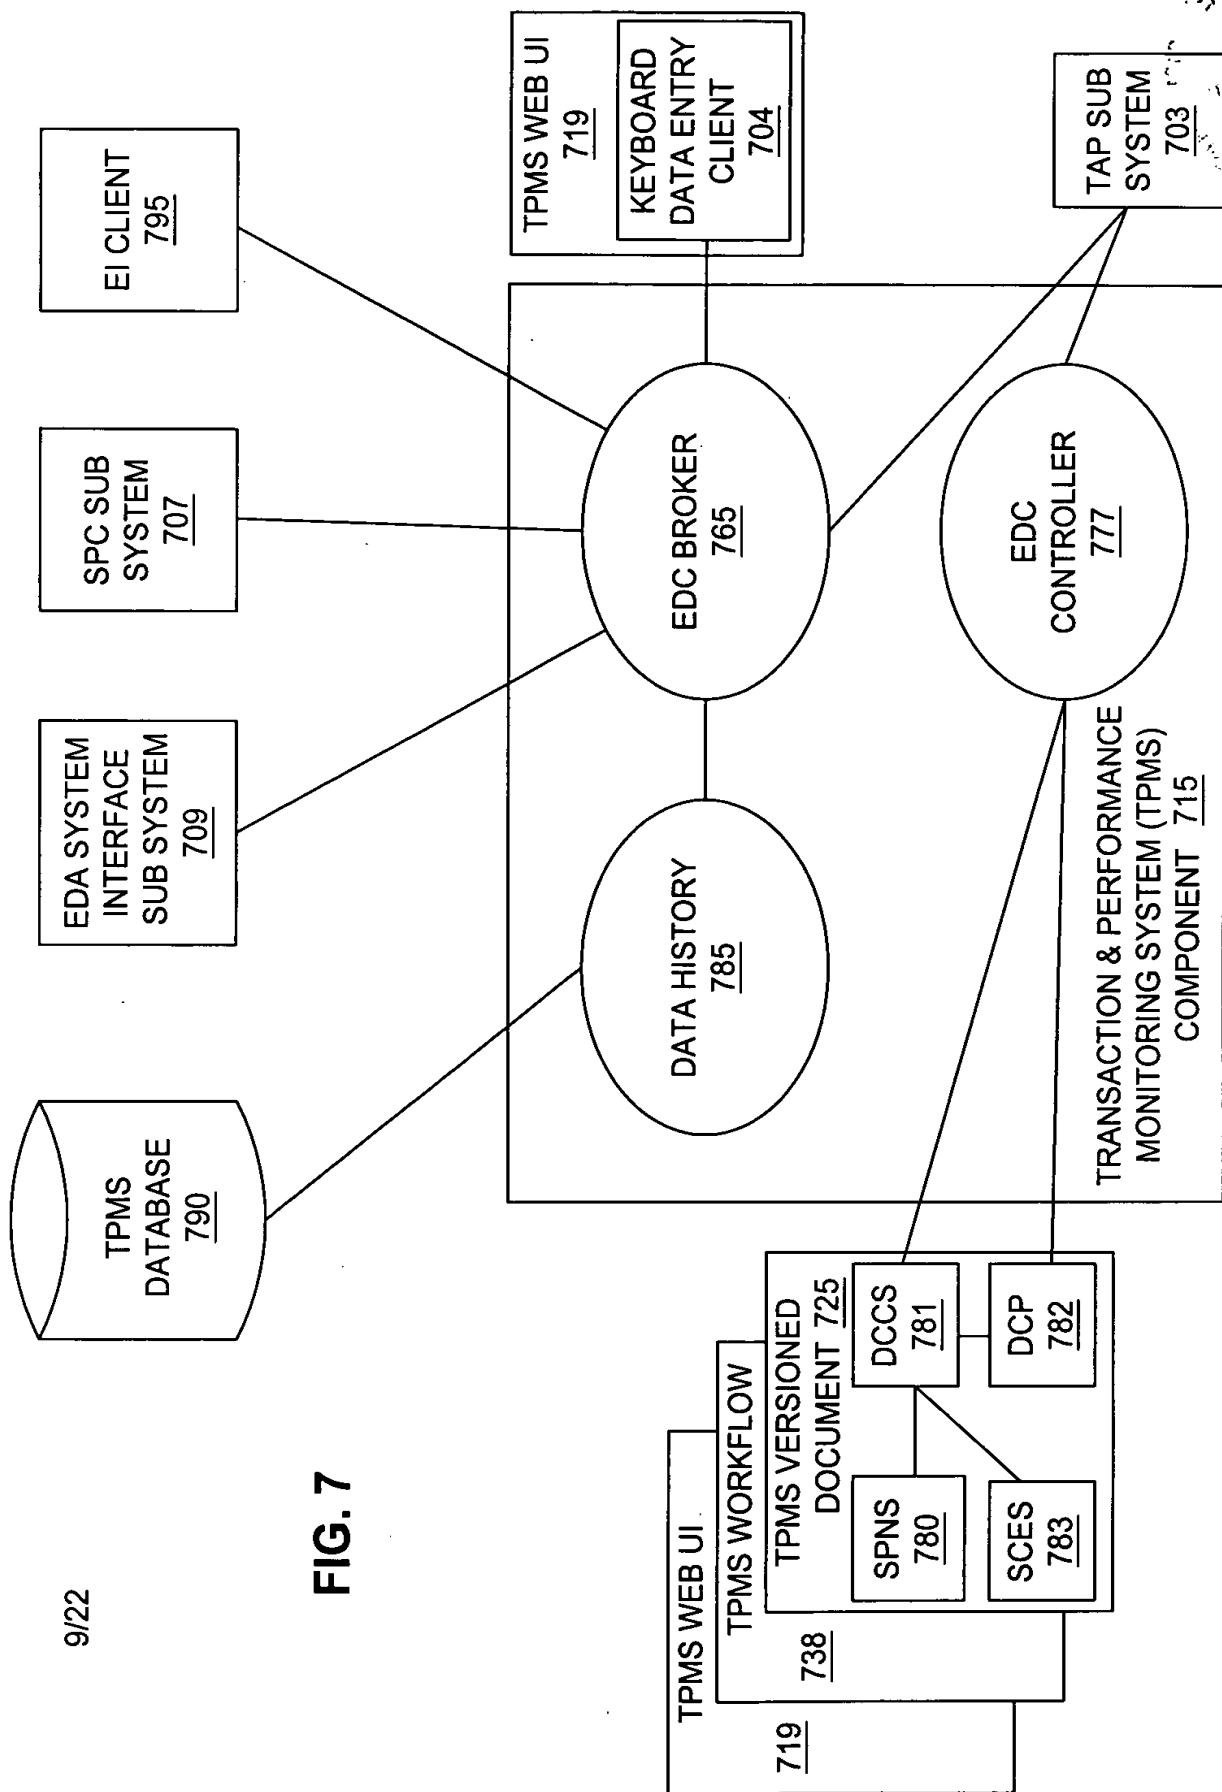 9/22
TPMS
DATABASE
790
EDA SYSTEM
INTERFACE
SUB SYSTEM
709
SPC SUB
SYSTEM
707
EI CLIENT
795
TPMS WEB UI
719
KEYBOARD
DATA ENTRY
CLIENT
704
DATA HISTORY
785
EDC BROKER
765
EDC
CONTROLLER
777
TAP SUB
SYSTEM
703
TRANSACTION & PERFORMANCE
MONITORING SYSTEM (TPMS)
COMPONENT 715
TPMS WEB UI
719
TPMS WORKFLOW
738
TPMS VERSIONED
DOCUMENT 725
SPNS
780
DCCS
781
SCES
783
DCP
782
FIG. 7